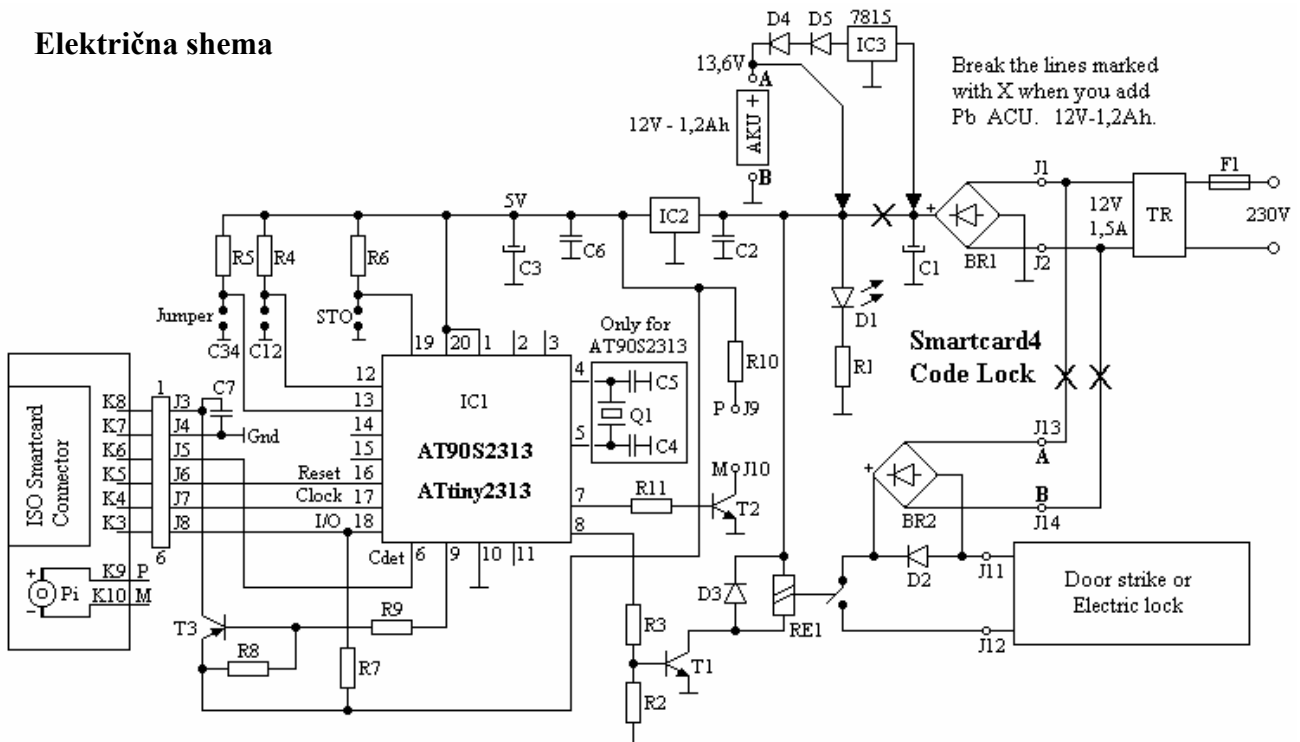 Električna shema
D4 D5 7815
IC3
13,6V
A
12V - 1,2Ah
AKU +
B
Break the lines marked
with X when you add
Pb ACU. 12V-1,2Ah.
J1
F1
12V
1,5A
TR
230V
+
BR1
J2
C1
5V
IC2
C2
C6
C3
R5 R4 R6
Jumper
C34 C12
STO
D1
R1
Smartcard4
Code Lock
19 20 1 2 3
Only for
AT90S2313
4
C5
Q1
5
C4
R10
P J9
12
13
14
15
IC1
AT90S2313
ATtiny2313
Reset 16
Clock 17
I/O 18
7
8
Cdet 6 9 10 11
ISO Smartcard
Connector
K8
K7
K6
K5
K4
K3
1
J3
J4
J5
J6
J7
J8
6
C7
Gnd
+
Pi
–
K9 P
K10 M
R11
M J10
T2
J13
A
+
B
J14
BR2
D2
J11
J12
Door strike or
Electric lock
D3
RE1
T3
R9
R8
R7
R3
T1
R2